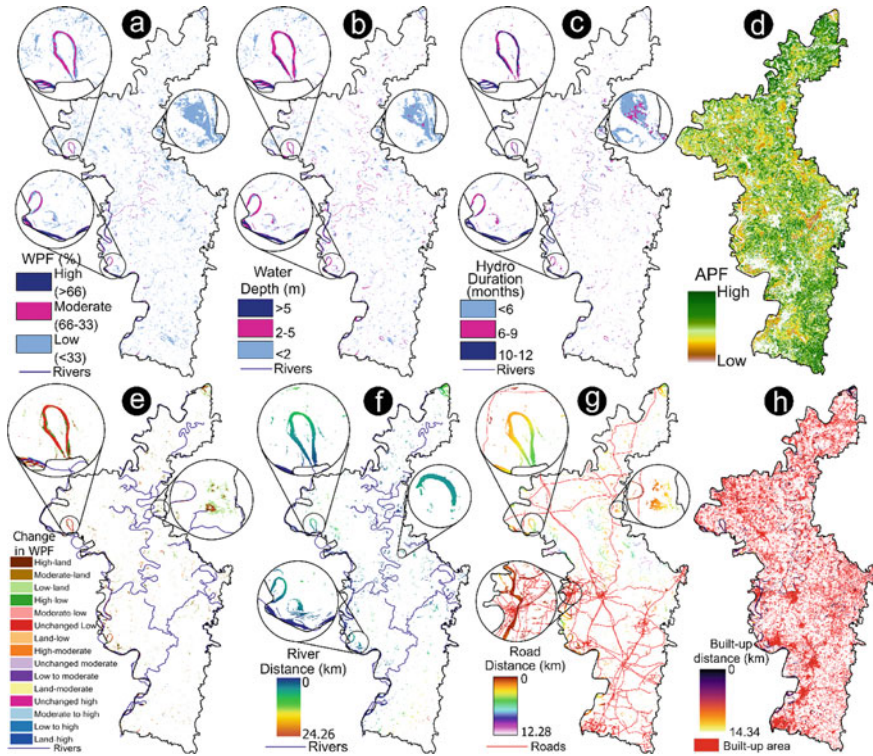 a
b
c
d
WPF (%)
High
(>66)
Moderate
(66-33)
Low
(<33)
Rivers
Water
Depth (m)
>5
2-5
<2
Rivers
Hydro
Duration
(months)
<6
6-9
10-12
Rivers
APF
High
Low
e
f
g
h
Change
in WPF
High-land
Moderate-land
Low-land
High-low
Moderate-low
Unchanged Low
Land-low
High-moderate
Unchanged moderate
Low to moderate
Land-moderate
Unchanged high
Moderate to high
Low to high
Land-high
Rivers
River
Distance (km)
0
24.26
Rivers
Road
Distance (km)
0
12.28
Roads
Built-up
distance (km)
0
14.34
Built-up area